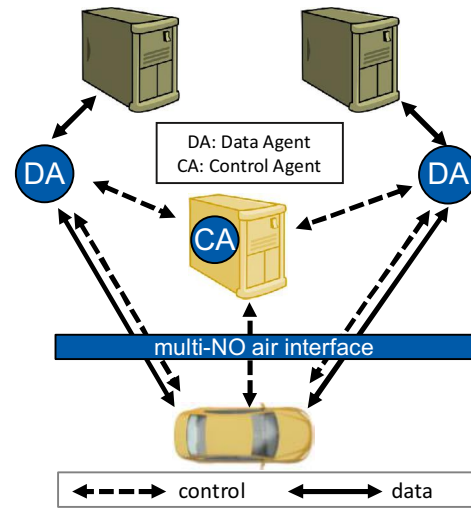 DA: Data Agent
CA: Control Agent
DA
DA
CA
multi-NO air interface
control
data